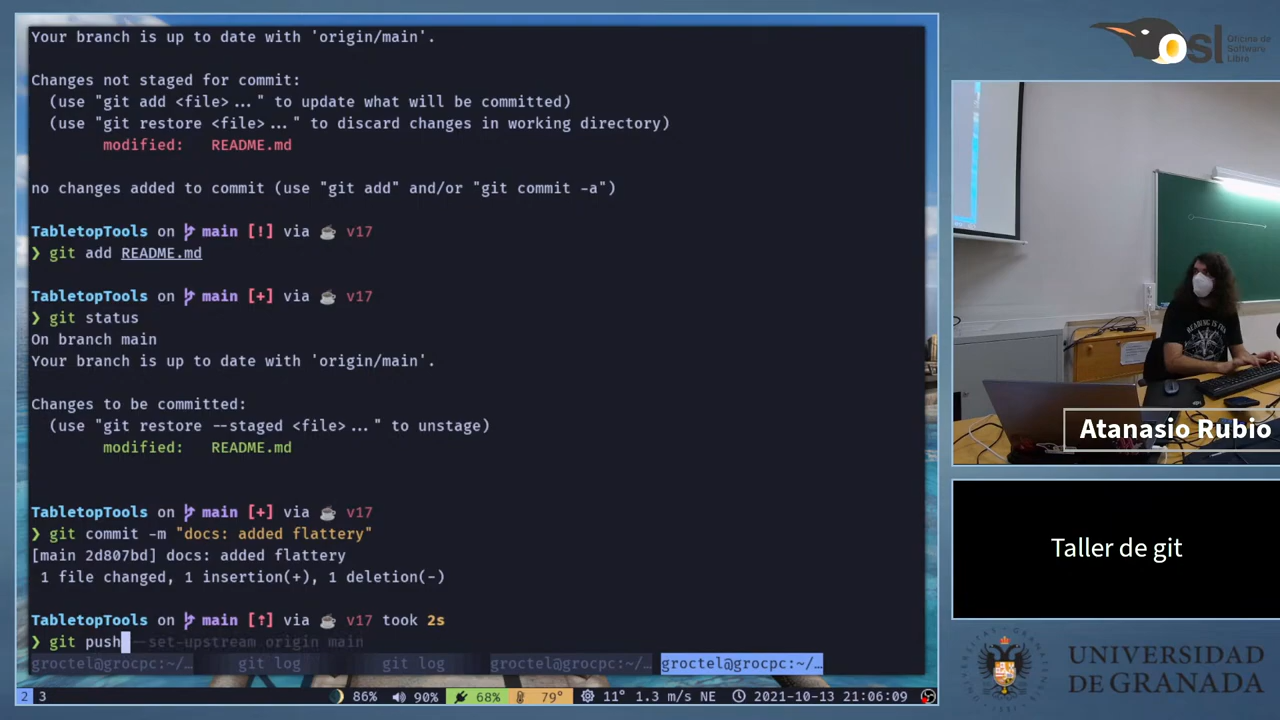 Your branch is up to date with 'origin/main'.
Changes not staged for commit:
(use "git add <file>..." to update what will be committed)
(use "git restore <file>..." to discard changes in working directory)
modified:   README.md
no changes added to commit (use "git add" and/or "git commit -a")
TabletopTools on main [!] via ☕ v17
❯ git add README.md
TabletopTools on main [+] via ☕ v17
❯ git status
On branch main
Your branch is up to date with 'origin/main'.
Changes to be committed:
(use "git restore --staged <file>..." to unstage)
modified:   README.md
TabletopTools on main [+] via ☕ v17
❯ git commit -m "docs: added flattery"
[main 2d807bd] docs: added flattery
1 file changed, 1 insertion(+), 1 deletion(-)
TabletopTools on main [↑] via ☕ v17 took 2s
❯ git push --set-upstream origin main
groctel@grocpc:~/… git log git log groctel@grocpc:~/… groctel@grocpc:~/…
2 3 86% 90% 68% 79° 11° 1.3 m/s NE 2021-10-13 21:06:09
osl
Oficina de
Software
Libre
READING IS FUN
Atanasio Rubio
Taller de git
UNIVERSIDAD
DE GRANADA